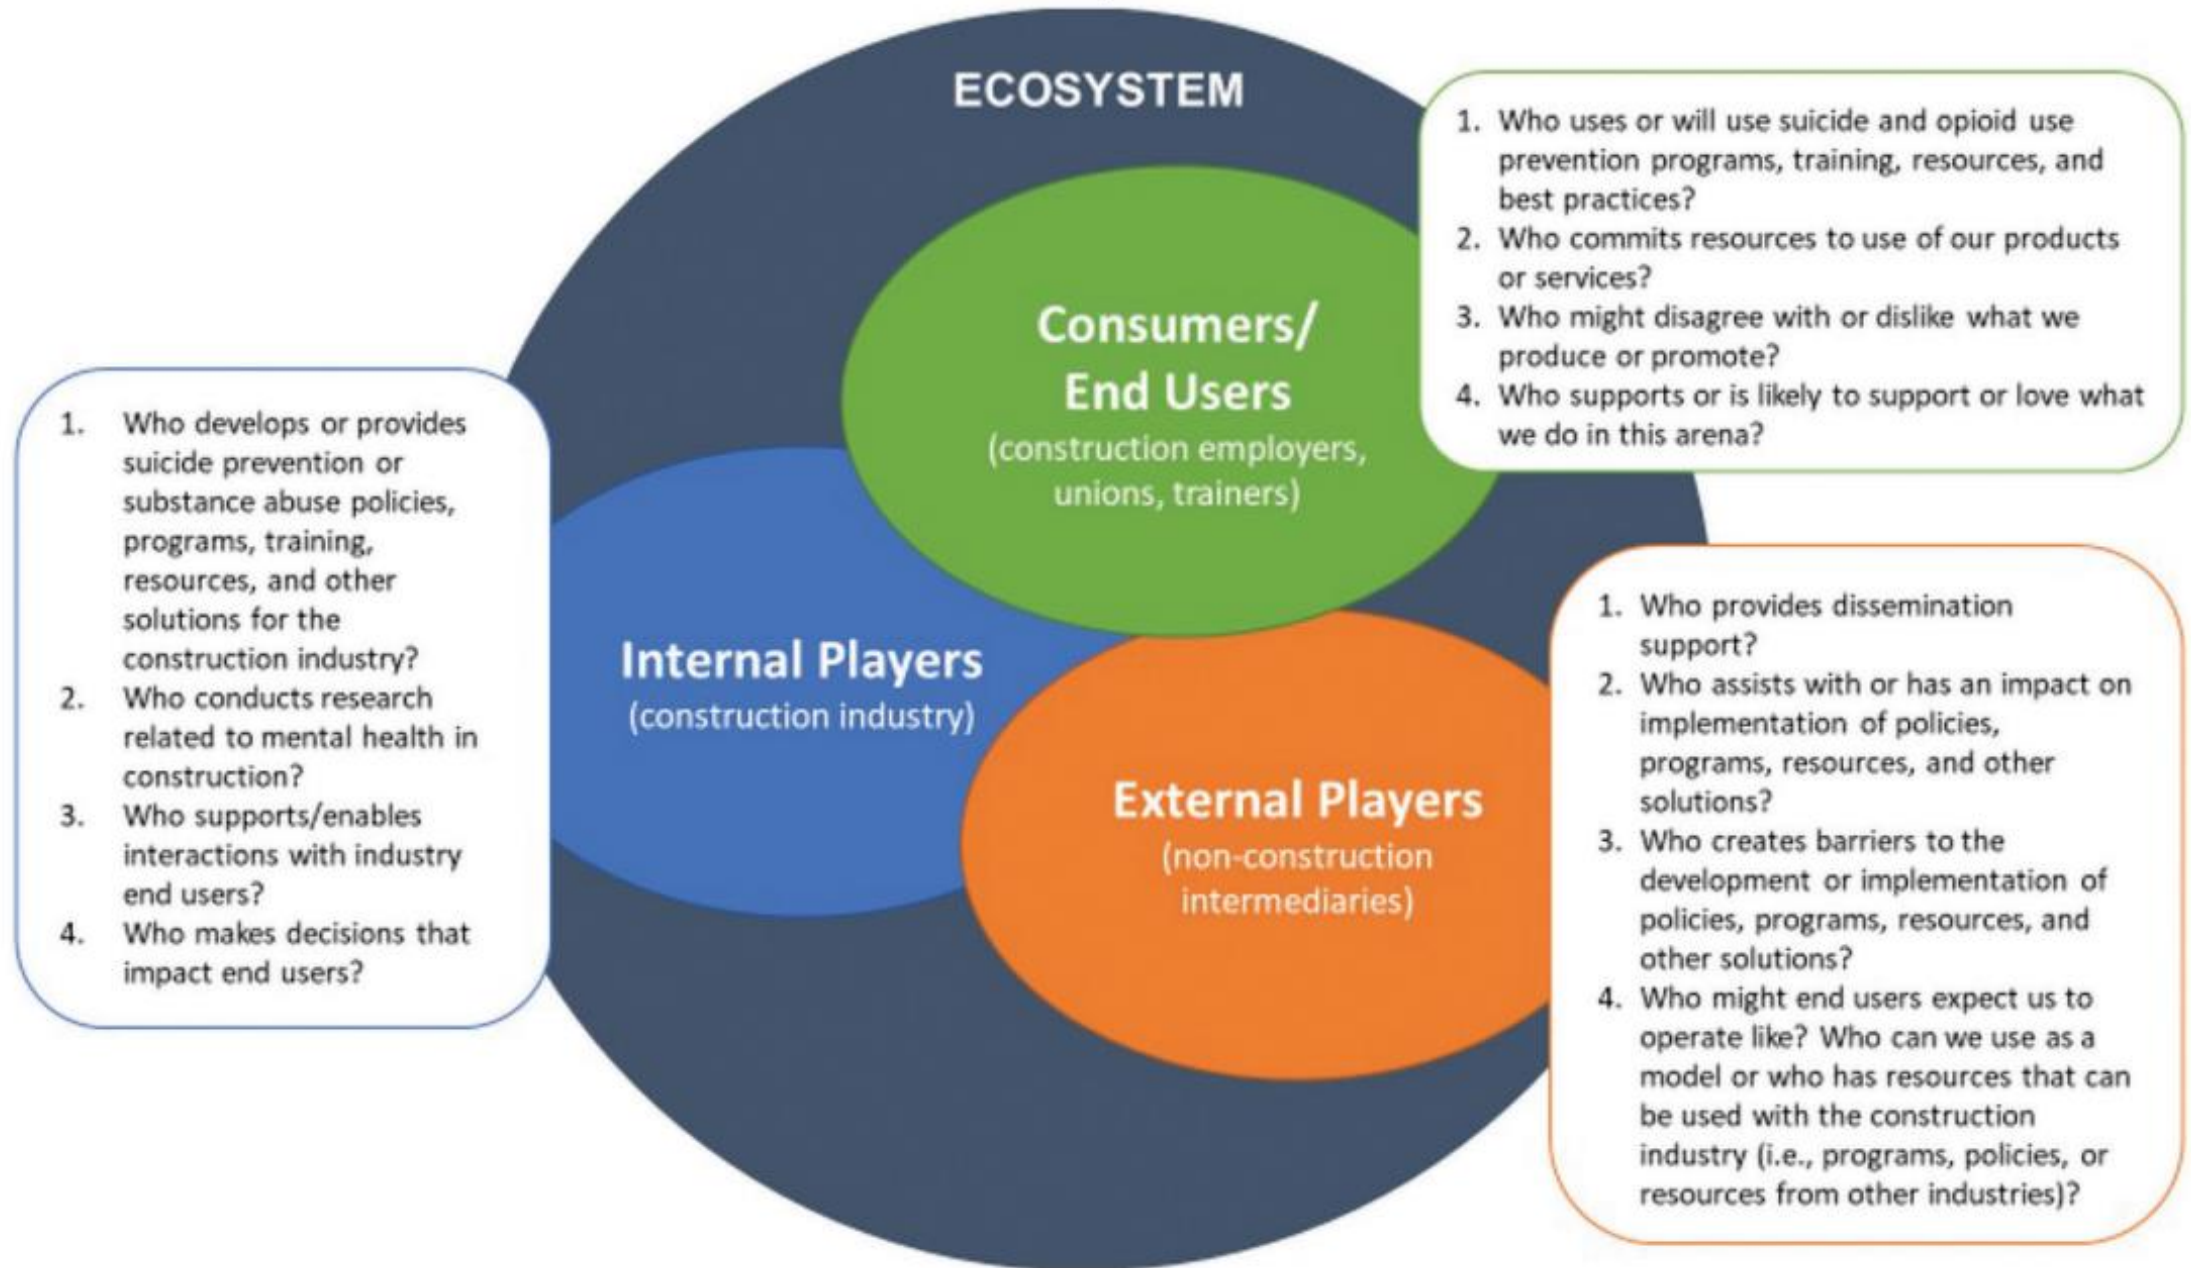 ECOSYSTEM
Consumers/
End Users
(construction employers,
unions, trainers)
Internal Players
(construction industry)
External Players
(non-construction
intermediaries)
1. Who uses or will use suicide and opioid use
prevention programs, training, resources, and
best practices?
2. Who commits resources to use of our products
or services?
3. Who might disagree with or dislike what we
produce or promote?
4. Who supports or is likely to support or love what
we do in this arena?
1. Who develops or provides
suicide prevention or
substance abuse policies,
programs, training,
resources, and other
solutions for the
construction industry?
2. Who conducts research
related to mental health in
construction?
3. Who supports/enables
interactions with industry
end users?
4. Who makes decisions that
impact end users?
1. Who provides dissemination
support?
2. Who assists with or has an impact on
implementation of policies,
programs, resources, and other
solutions?
3. Who creates barriers to the
development or implementation of
policies, programs, resources, and
other solutions?
4. Who might end users expect us to
operate like? Who can we use as a
model or who has resources that can
be used with the construction
industry (i.e., programs, policies, or
resources from other industries)?